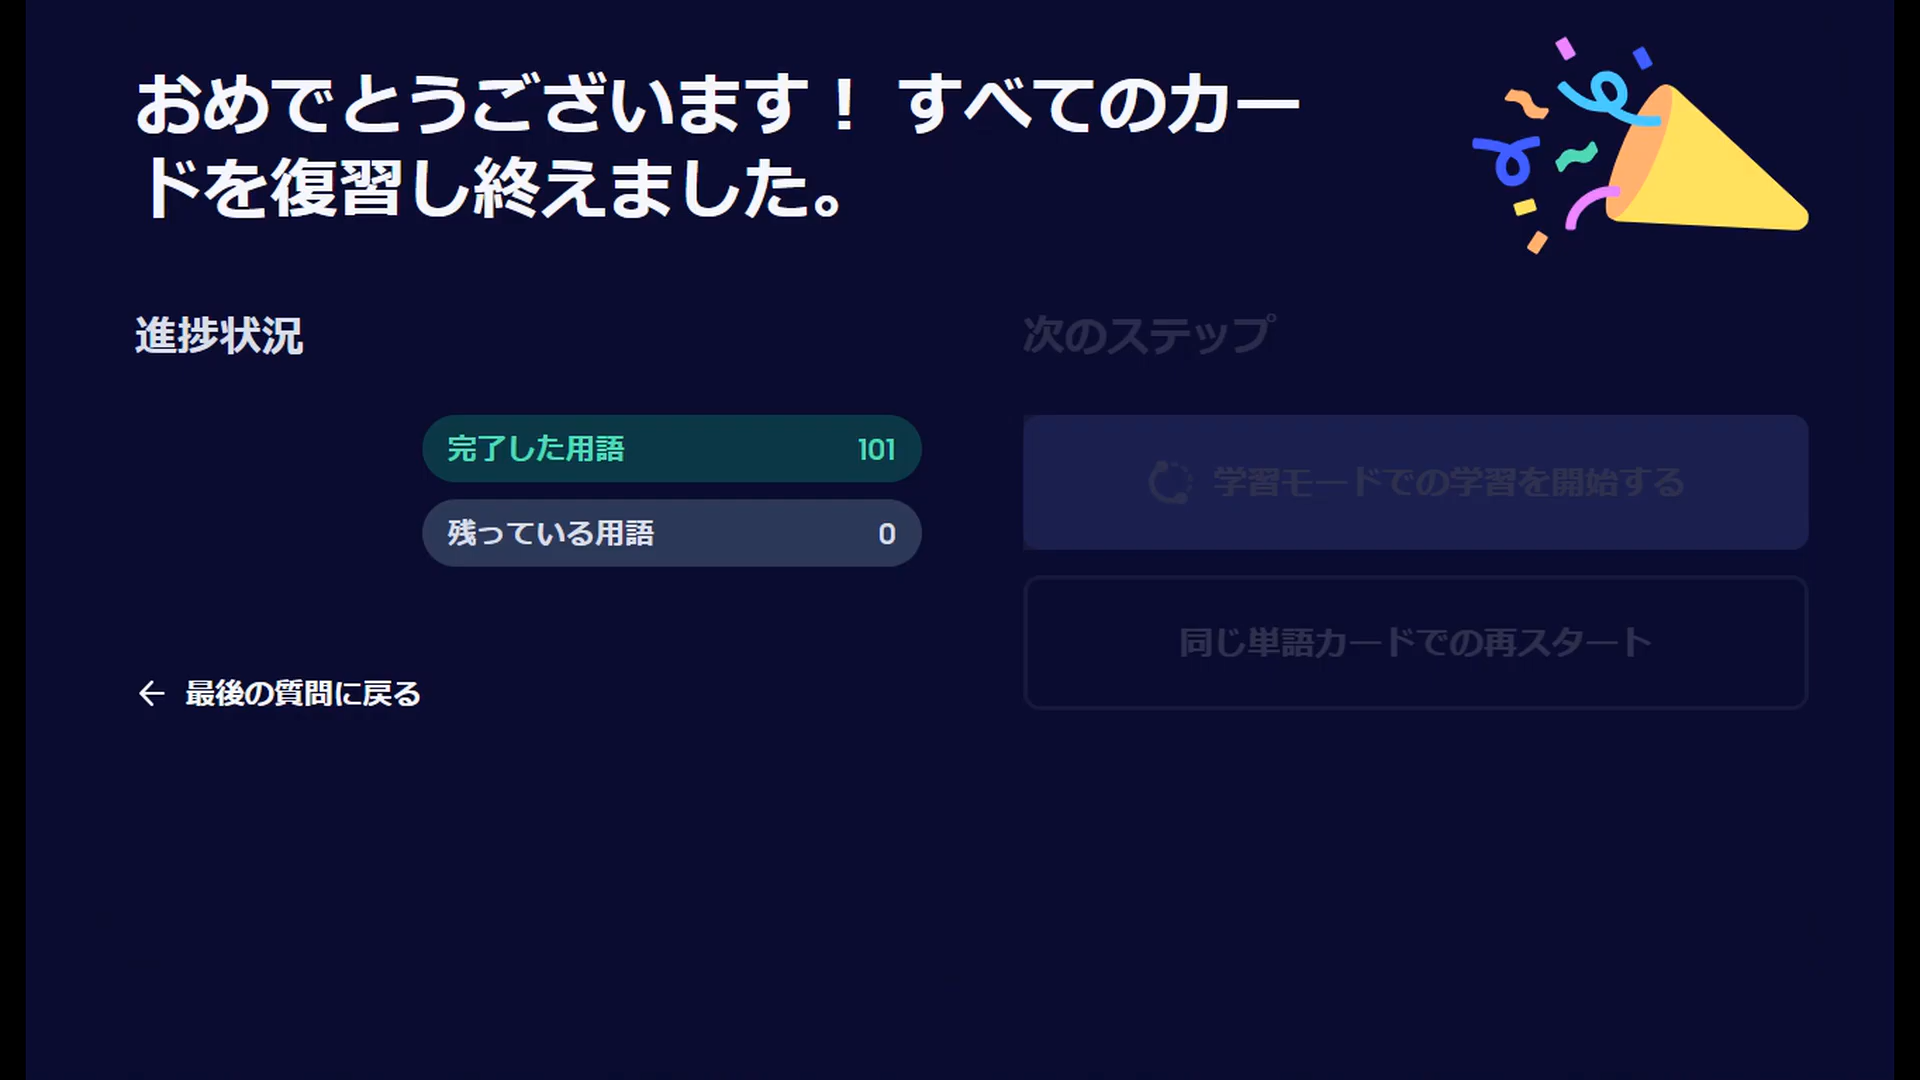 おめでとうございます！ すべてのカー
ドを復習し終えました。
進捗状況
完了した用語 101
残っている用語 0
最後の質問に戻る
次のステップ
学習モードでの学習を開始する
同じ単語カードでの再スタート